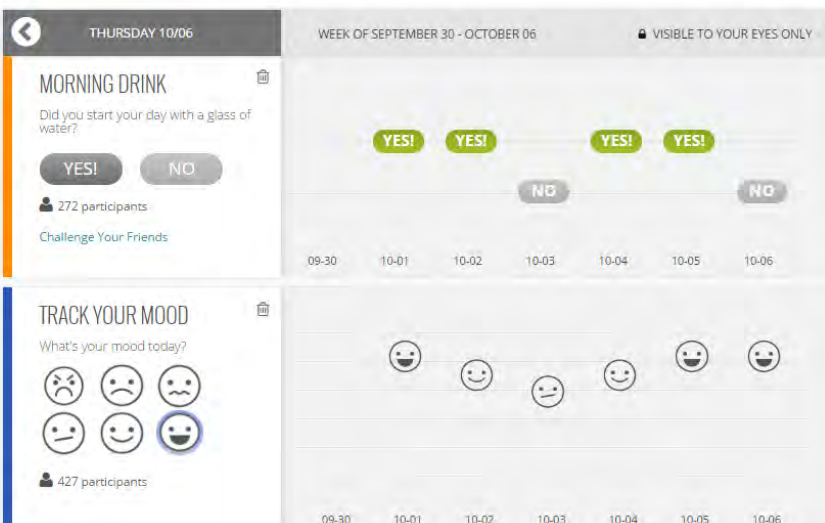 THURSDAY 10/06
WEEK OF SEPTEMBER 30 - OCTOBER 06
VISIBLE TO YOUR EYES ONLY
MORNING DRINK
Did you start your day with a glass of
water?
YES!
NO
272 participants
Challenge Your Friends
YES!
YES!
YES!
YES!
NO
NO
09-30
10-01
10-02
10-03
10-04
10-05
10-06
TRACK YOUR MOOD
What's your mood today?
427 participants
09-30
10-01
10-02
10-03
10-04
10-05
10-06